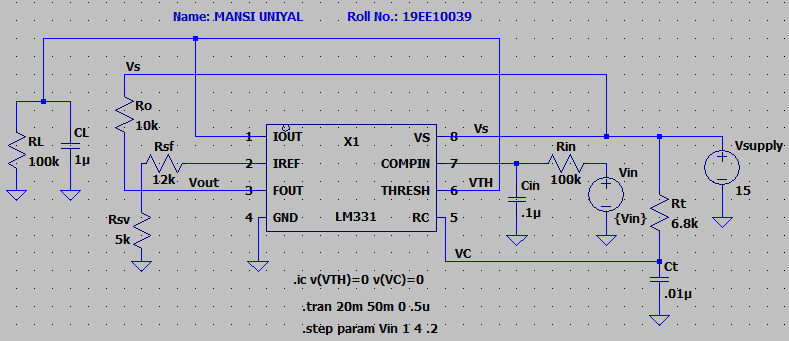 Name: MANSI UNIYAL Roll No.: 19EE10039
Vs
Ro
10k
RL
100k
CL
1µ
Rsf
12k
Vout
Rsv
5k
1 IOUT X1 VS 8 Vs
2 IREF COMPIN 7
3 FOUT THRESH 6 VTH
4 GND LM331 RC 5
Rin
100k
Cin
.1µ
Vin
{Vin}
Vsupply
15
Rt
6.8k
VC
Ct
.01µ
.ic v(VTH)=0 v(VC)=0
.tran 20m 50m 0 .5u
.step param Vin 1 4 .2